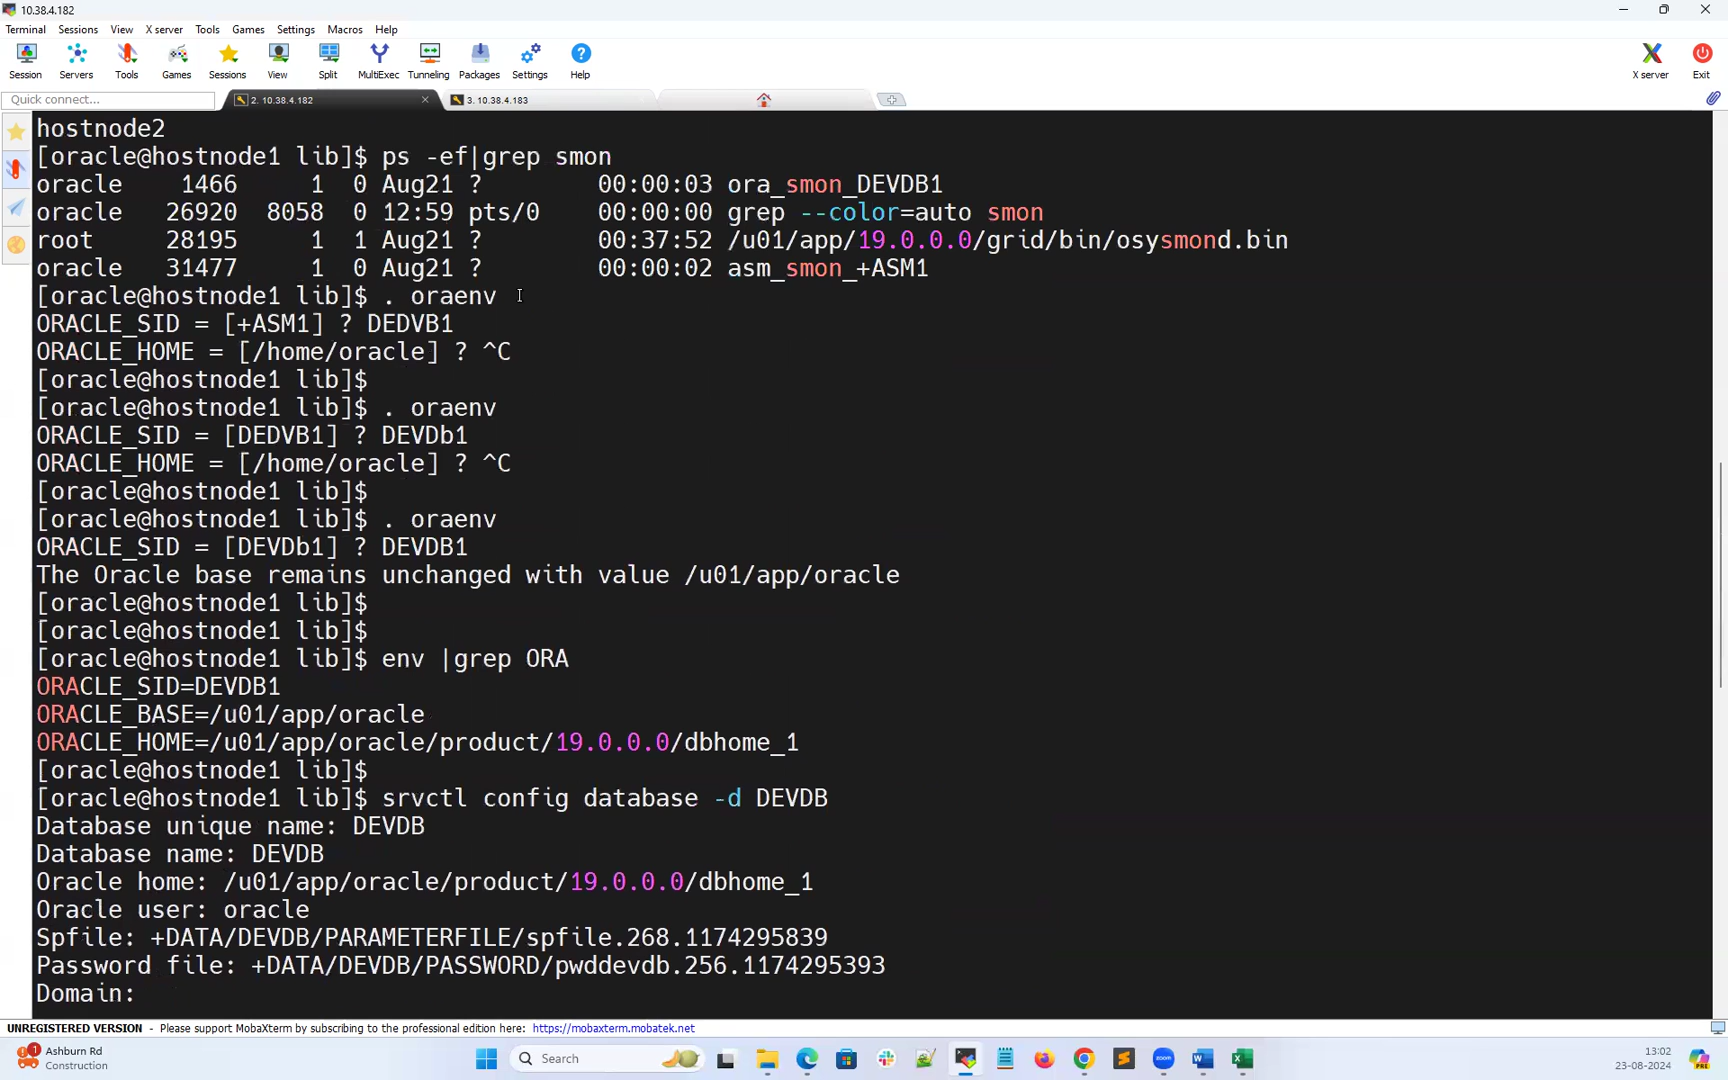 10.38.4.182
Terminal Sessions View X server Tools Games Settings Macros Help
Session Servers Tools Games Sessions View Split MultiExec Tunneling Packages Settings Help X server Exit
Quick connect... 2. 10.38.4.182 3. 10.38.4.183
hostnode2
[oracle@hostnode1 lib]$ ps -ef|grep smon
oracle 1466 1 0 Aug21 ? 00:00:03 ora_smon_DEVDB1
oracle 26920 8058 0 12:59 pts/0 00:00:00 grep --color=auto smon
root 28195 1 1 Aug21 ? 00:37:52 /u01/app/19.0.0.0/grid/bin/osysmond.bin
oracle 31477 1 0 Aug21 ? 00:00:02 asm_smon_+ASM1
[oracle@hostnode1 lib]$ . oraenv
ORACLE_SID = [+ASM1] ? DEDVB1
ORACLE_HOME = [/home/oracle] ? ^C
[oracle@hostnode1 lib]$
[oracle@hostnode1 lib]$ . oraenv
ORACLE_SID = [DEDVB1] ? DEVDb1
ORACLE_HOME = [/home/oracle] ? ^C
[oracle@hostnode1 lib]$
[oracle@hostnode1 lib]$ . oraenv
ORACLE_SID = [DEVDb1] ? DEVDB1
The Oracle base remains unchanged with value /u01/app/oracle
[oracle@hostnode1 lib]$
[oracle@hostnode1 lib]$
[oracle@hostnode1 lib]$ env |grep ORA
ORACLE_SID=DEVDB1
ORACLE_BASE=/u01/app/oracle
ORACLE_HOME=/u01/app/oracle/product/19.0.0.0/dbhome_1
[oracle@hostnode1 lib]$
[oracle@hostnode1 lib]$ srvctl config database -d DEVDB
Database unique name: DEVDB
Database name: DEVDB
Oracle home: /u01/app/oracle/product/19.0.0.0/dbhome_1
Oracle user: oracle
Spfile: +DATA/DEVDB/PARAMETERFILE/spfile.268.1174295839
Password file: +DATA/DEVDB/PASSWORD/pwddevdb.256.1174295393
Domain:
UNREGISTERED VERSION - Please support MobaXterm by subscribing to the professional edition here: https://mobaxterm.mobatek.net
1 Ashburn Rd
Construction
Search
13:02
23-08-2024
PRE